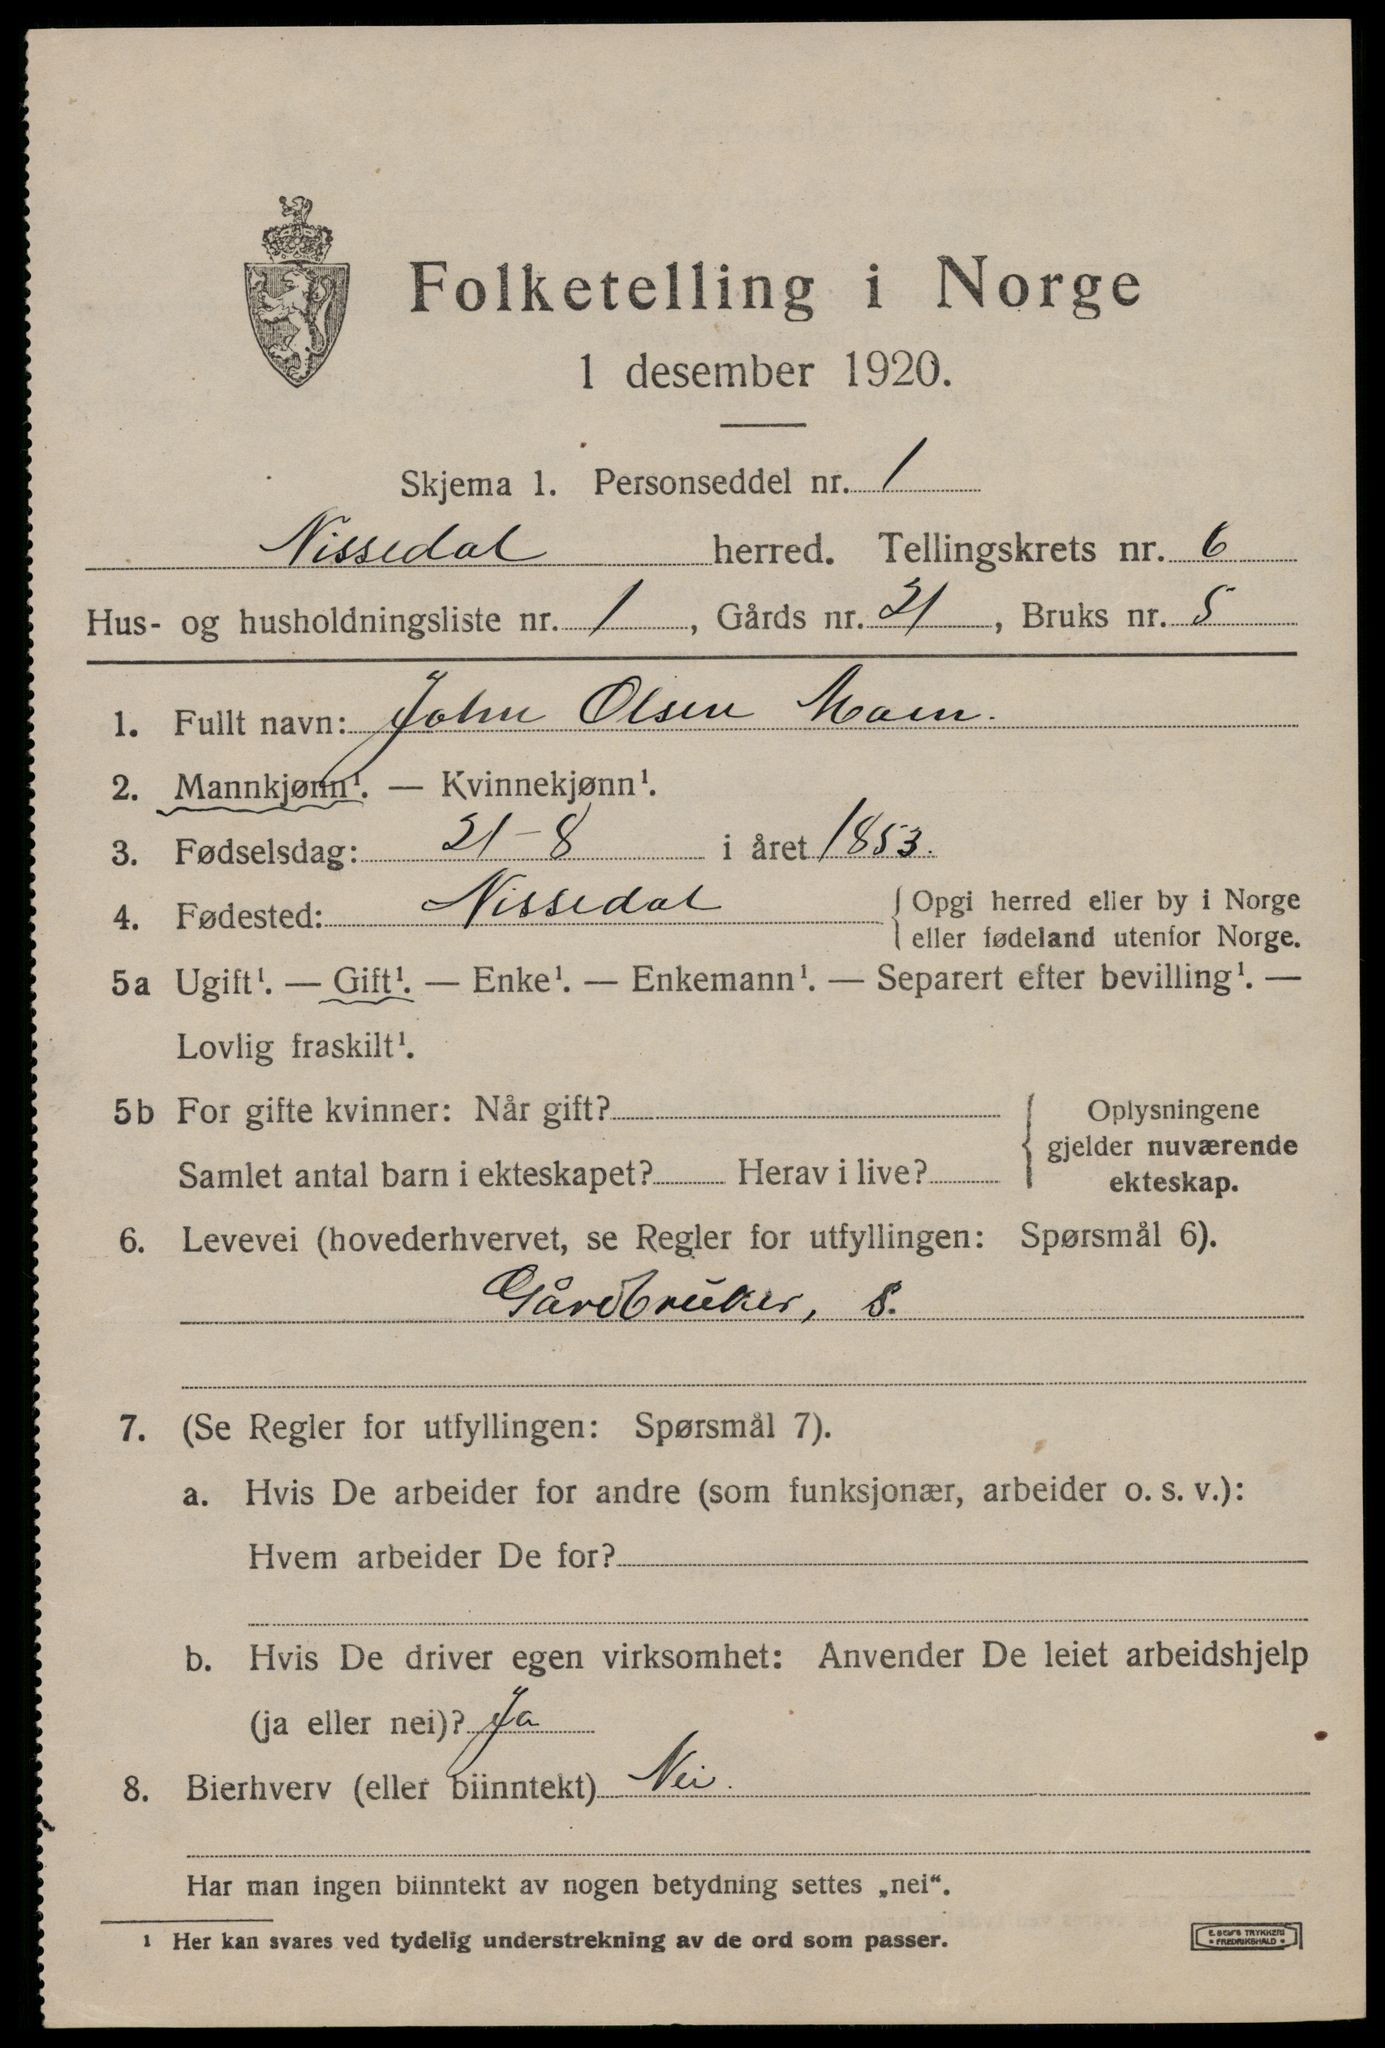 Folketelling i Norge
1 desember 1920.
Skjema 1. Personseddel nr. 1
Nissedal herred. Tellingskrets nr. 6
Hus- og husholdningsliste nr. 1, Gårds nr. 21, Bruks nr. 5
1. Fullt navn: John Olsen Moen.
2. Mannkjønn¹. — Kvinnekjønn¹.
3. Fødselsdag: 21-8 i året 1853.
4. Fødested: Nissedal { Opgi herred eller by i Norge
eller fødeland utenfor Norge.
5a Ugift¹. — Gift¹. — Enke¹. — Enkemann¹. — Separert efter bevilling¹. —
Lovlig fraskilt¹.
5b For gifte kvinner: Når gift?
Samlet antal barn i ekteskapet? Herav i live?
{ Oplysningene
gjelder nuværende
ekteskap.
6. Levevei (hovederhvervet, se Regler for utfyllingen: Spørsmål 6).
Gårdbruker, S.
7. (Se Regler for utfyllingen: Spørsmål 7).
a. Hvis De arbeider for andre (som funksjonær, arbeider o. s. v.):
Hvem arbeider De for?
b. Hvis De driver egen virksomhet: Anvender De leiet arbeidshjelp
(ja eller nei)? Ja
8. Bierhverv (eller biinntekt) Nei.
Har man ingen biinntekt av nogen betydning settes „nei“.
¹ Her kan svares ved tydelig understrekning av de ord som passer.
E. SEM'S TRYKKERI
• FREDRIKSHALD •